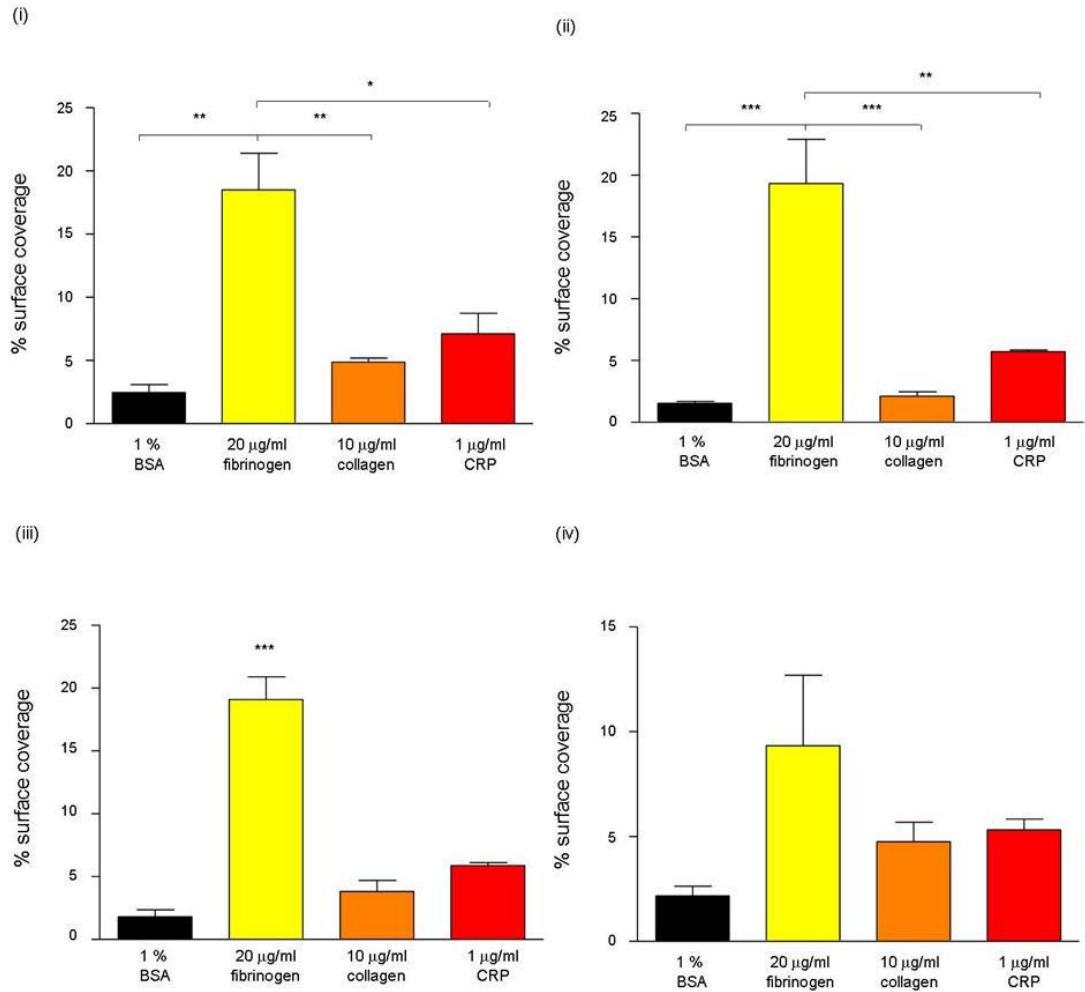 (i)
*
** **
% surface coverage
25
20
15
10
5
0
1 % 20 μg/ml 10 μg/ml 1 μg/ml
BSA fibrinogen collagen CRP
(ii)
**
*** ***
% surface coverage
25
20
15
10
5
0
1 % 20 μg/ml 10 μg/ml 1 μg/ml
BSA fibrinogen collagen CRP
(iii)
***
% surface coverage
25
20
15
10
5
0
1 % 20 μg/ml 10 μg/ml 1 μg/ml
BSA fibrinogen collagen CRP
(iv)
% surface coverage
15
10
5
0
1 % 20 μg/ml 10 μg/ml 1 μg/ml
BSA fibrinogen collagen CRP